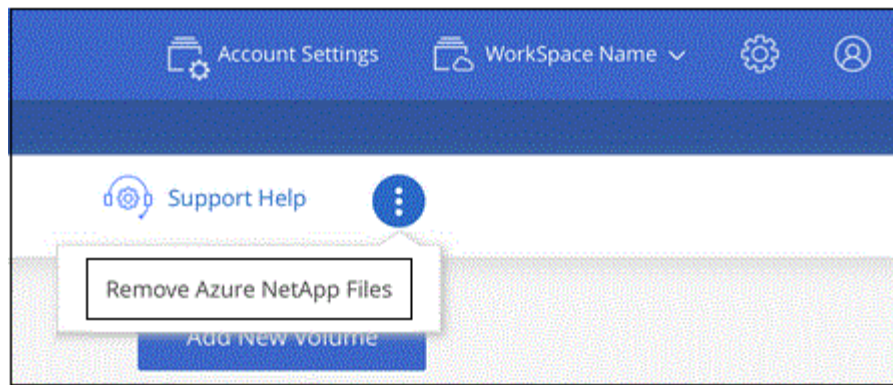 Account Settings WorkSpace Name
Support Help
Remove Azure NetApp Files
Add New Volume